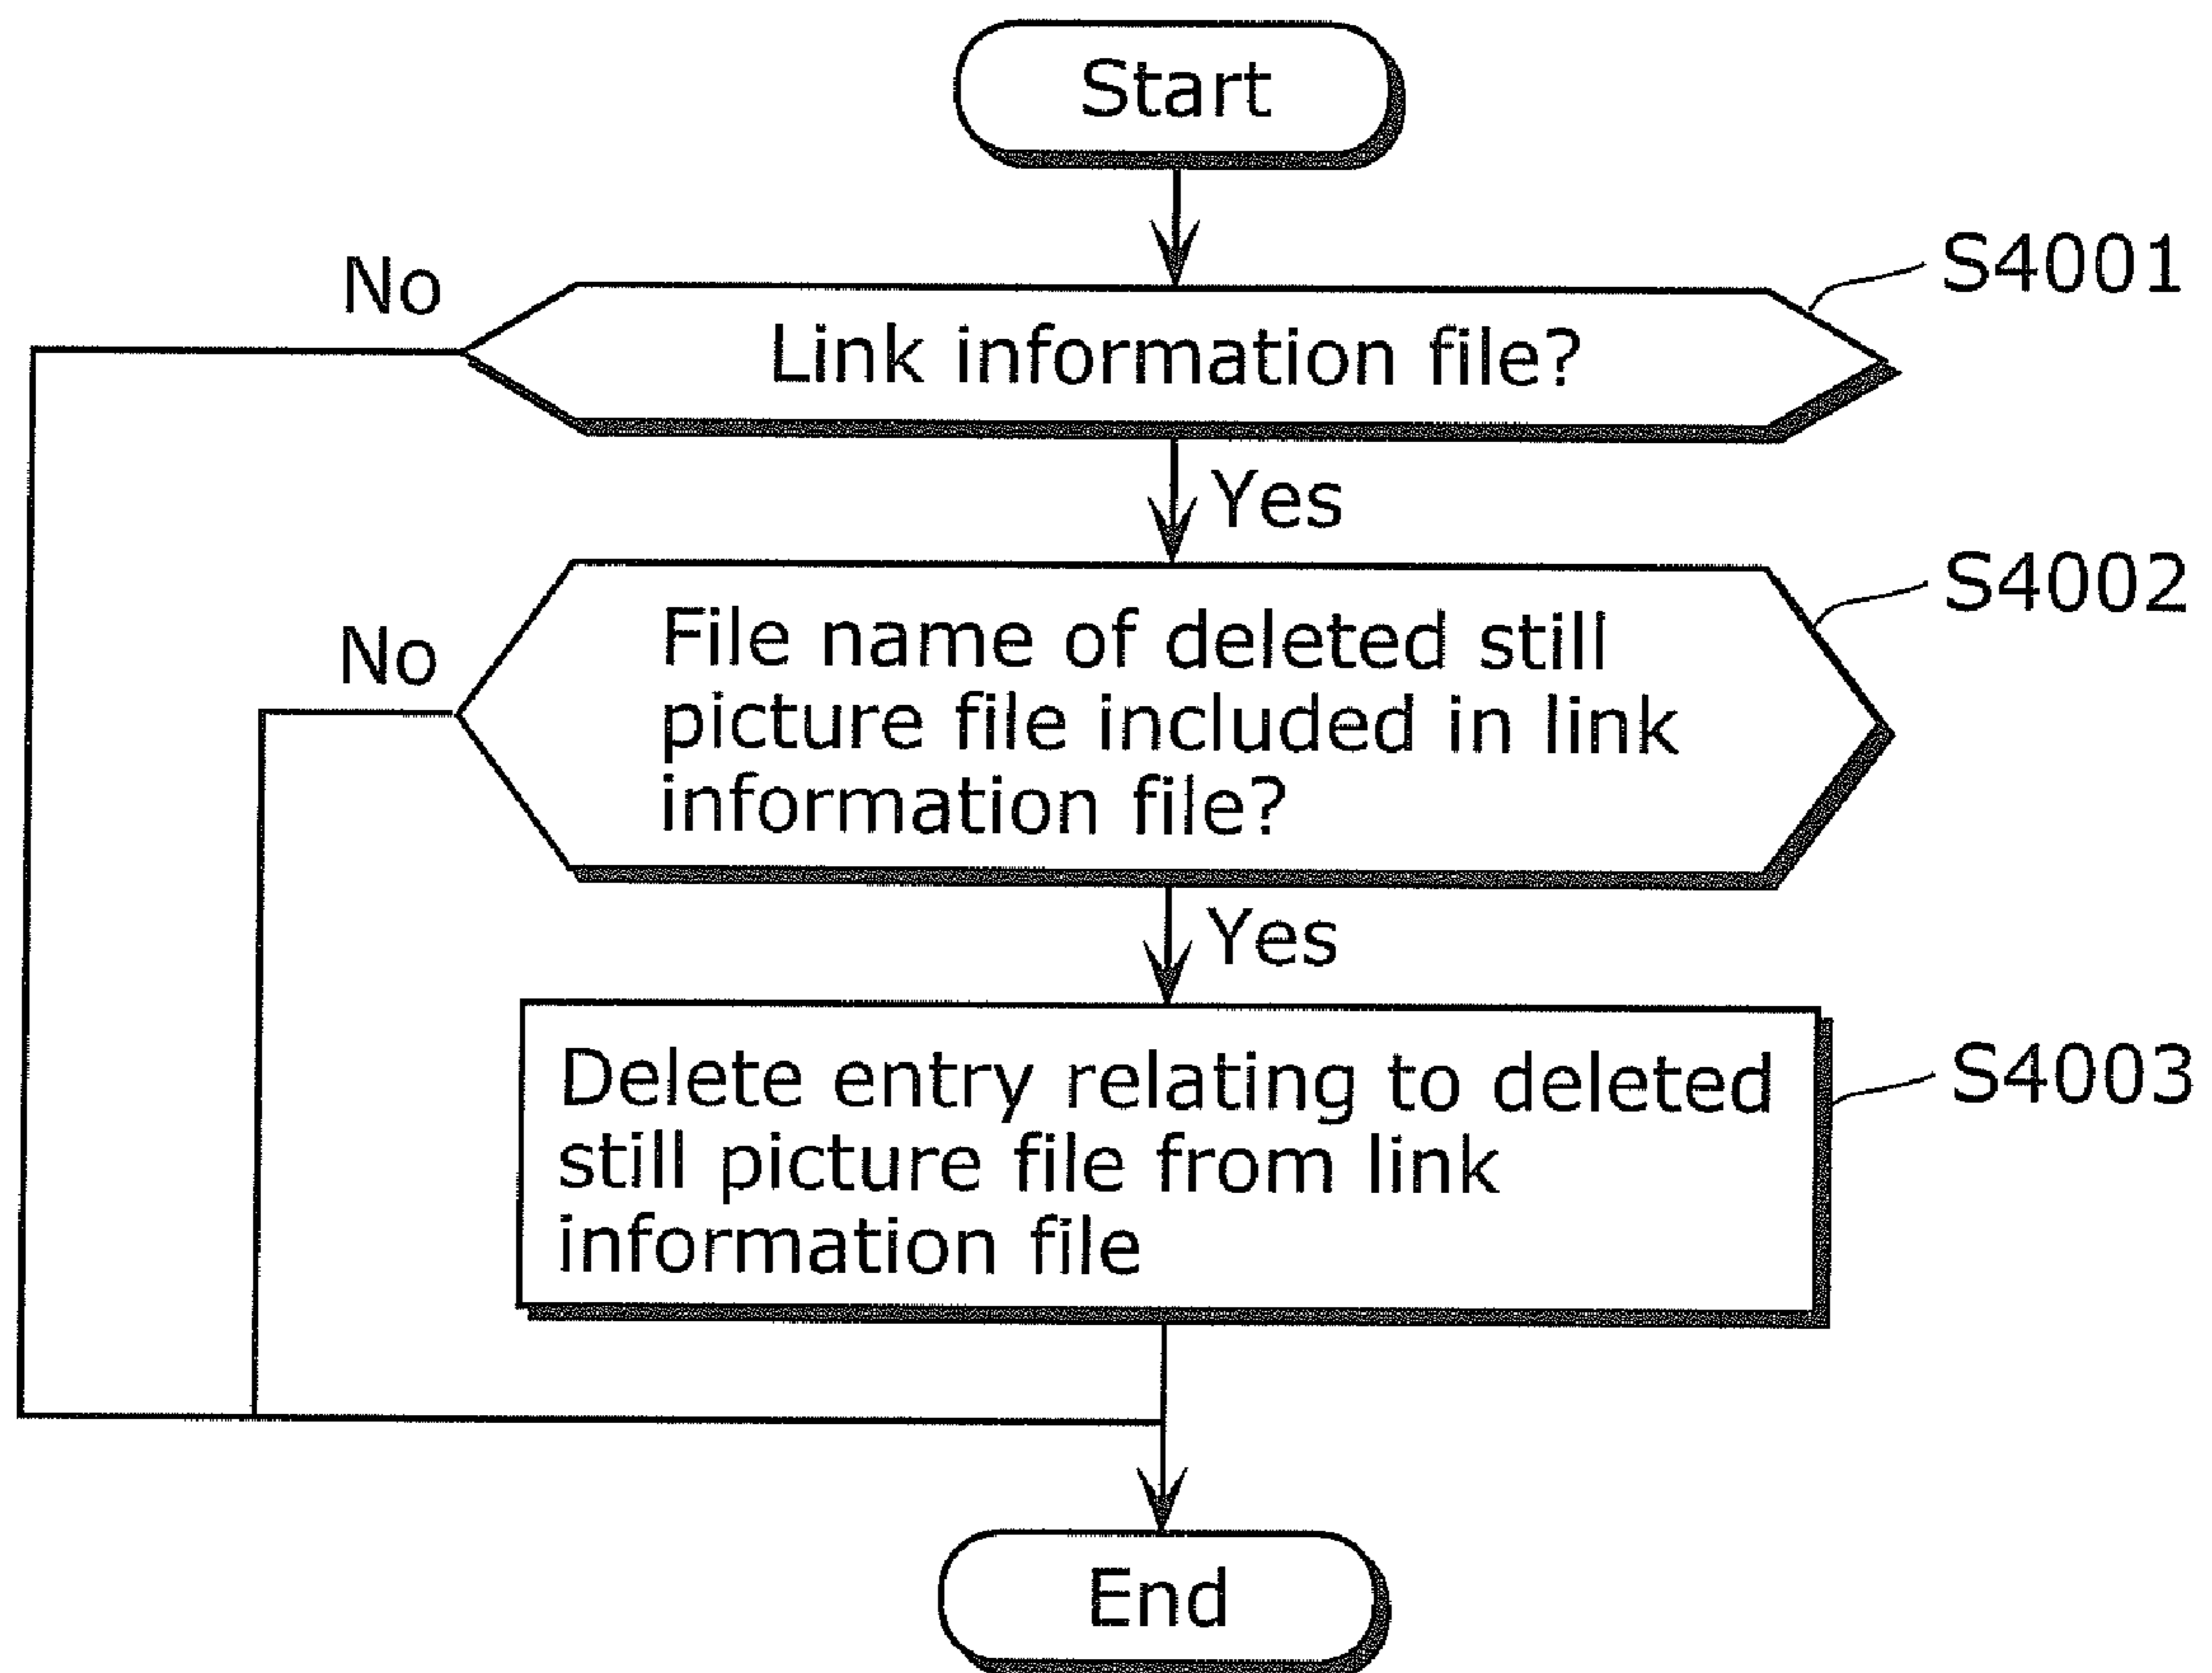 Start
No
S4001
Link information file?
Yes
S4002
No
File name of deleted still
picture file included in link
information file?
Yes
S4003
Delete entry relating to deleted
still picture file from link
information file
End